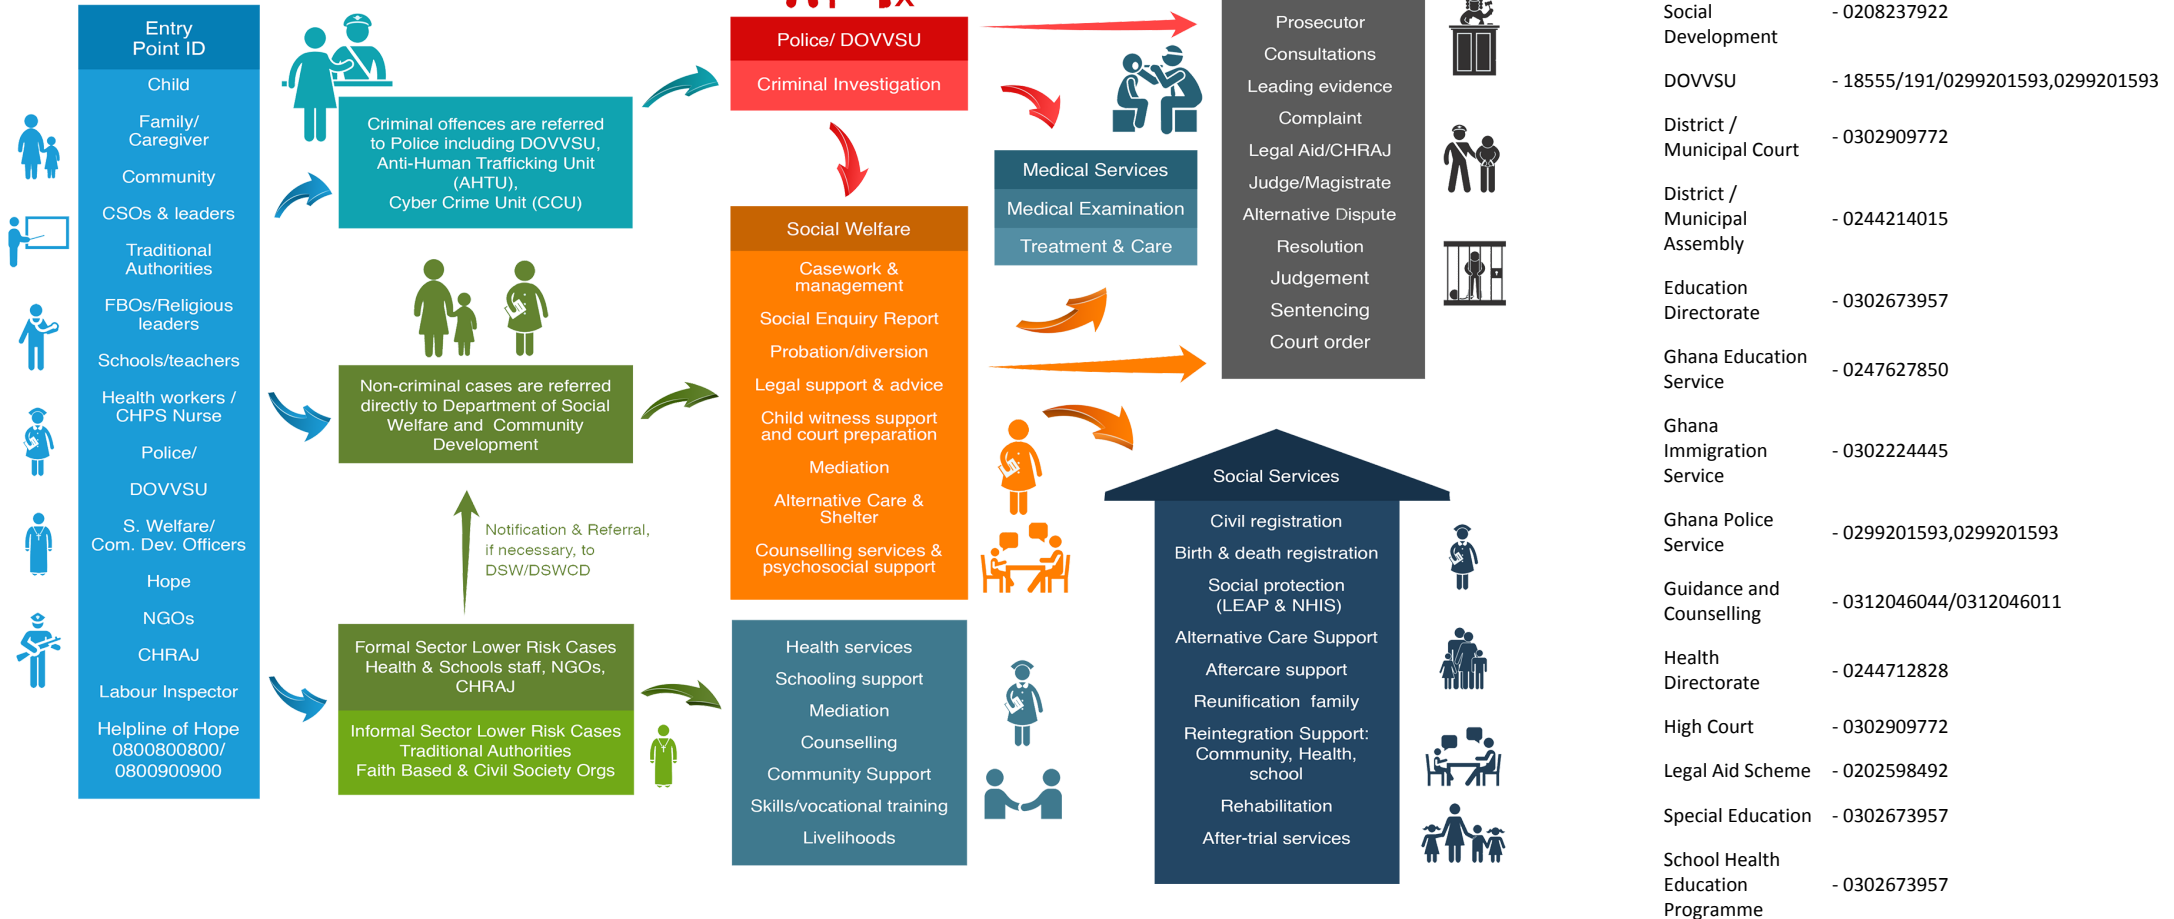 Entry
Point ID
Child
Family/
Caregiver
Community
CSOs & leaders
Traditional
Authorities
FBOs/Religious
leaders
Schools/teachers
Health workers /
CHPS Nurse
Police/
DOVVSU
S. Welfare/
Com. Dev. Officers
Hope
NGOs
CHRAJ
Labour Inspector
Helpline of Hope
0800800800/
0800900900
Criminal offences are referred
to Police including DOVVSU,
Anti-Human Trafficking Unit
(AHTU),
Cyber Crime Unit (CCU)
Non-criminal cases are referred
directly to Department of Social
Welfare and Community
Development
Notification & Referral,
if necessary, to
DSW/DSWCD
Formal Sector Lower Risk Cases
Health & Schools staff, NGOs,
CHRAJ
Informal Sector Lower Risk Cases
Traditional Authorities
Faith Based & Civil Society Orgs
Police/ DOVVSU
Criminal Investigation
Social Welfare
Casework &
management
Social Enquiry Report
Probation/diversion
Legal support & advice
Child witness support
and court preparation
Mediation
Alternative Care &
Shelter
Counselling services &
psychosocial support
Health services
Schooling support
Mediation
Counselling
Community Support
Skills/vocational training
Livelihoods
Medical Services
Medical Examination
Treatment & Care
Prosecutor
Consultations
Leading evidence
Complaint
Legal Aid/CHRAJ
Judge/Magistrate
Alternative Dispute
Resolution
Judgement
Sentencing
Court order
Social Services
Civil registration
Birth & death registration
Social protection
(LEAP & NHIS)
Alternative Care Support
Aftercare support
Reunification family
Reintegration Support:
Community, Health,
school
Rehabilitation
After-trial services
Social
Development - 0208237922
DOVVSU - 18555/191/0299201593,0299201593
District /
Municipal Court - 0302909772
District /
Municipal - 0244214015
Assembly
Education
Directorate - 0302673957
Ghana Education
Service - 0247627850
Ghana
Immigration - 0302224445
Service
Ghana Police
Service - 0299201593,0299201593
Guidance and
Counselling - 0312046044/0312046011
Health
Directorate - 0244712828
High Court - 0302909772
Legal Aid Scheme - 0202598492
Special Education - 0302673957
School Health
Education - 0302673957
Programme